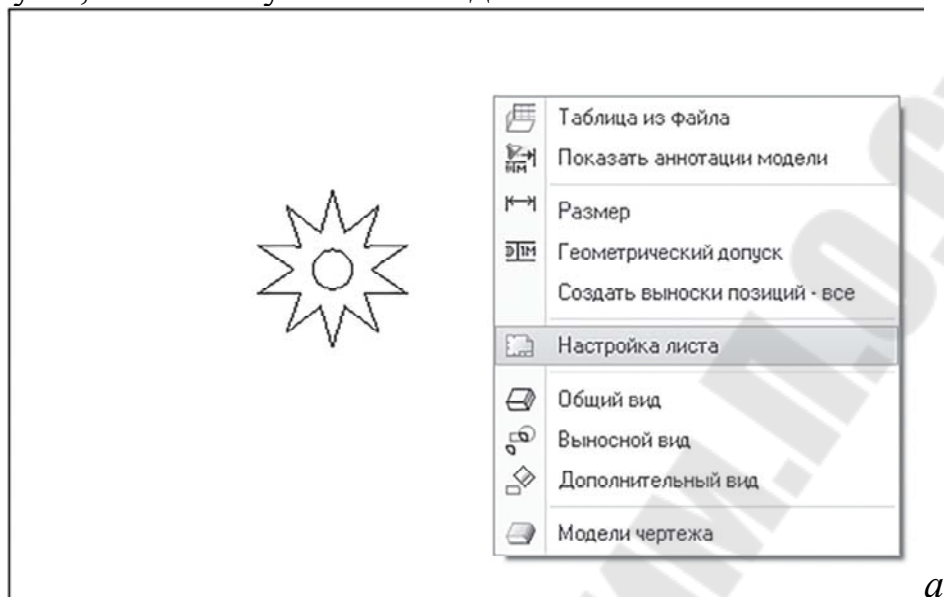 Таблица из файла
Показать аннотации модели
Размер
Геометрический допуск
Создать выноски позиций - все
Настройка листа
Общий вид
Выносной вид
Дополнительный вид
Модели чертежа
а